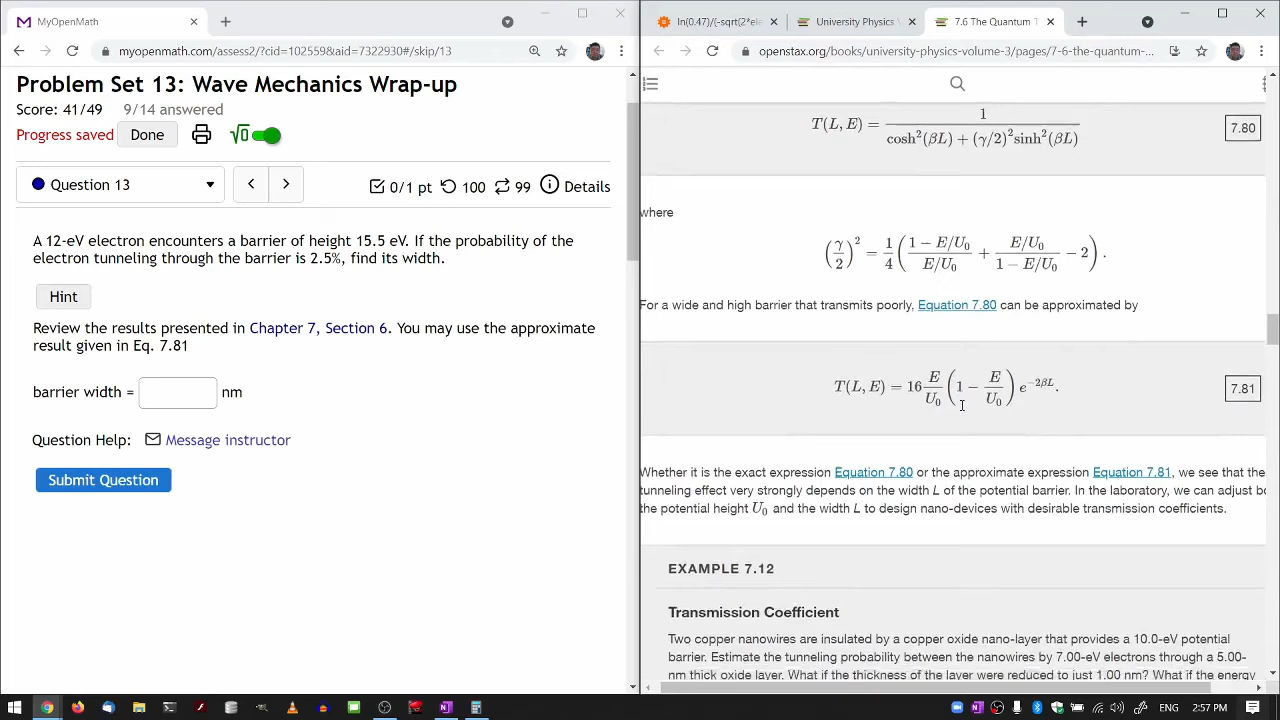 MyOpenMath
myopenmath.com/assess2/?cid=102559&aid=7322930#/skip/13
Problem Set 13: Wave Mechanics Wrap-up
Score: 41/49 9/14 answered
Progress saved Done √0
Question 13
0/1 pt 100 99 Details
A 12-eV electron encounters a barrier of height 15.5 eV. If the probability of the
electron tunneling through the barrier is 2.5%, find its width.
Hint
Review the results presented in Chapter 7, Section 6. You may use the approximate
result given in Eq. 7.81
barrier width = nm
Question Help: Message instructor
Submit Question
ln(0.47)/(-sqrt(2*ele
University Physics V
7.6 The Quantum T
openstax.org/books/university-physics-volume-3/pages/7-6-the-quantum-...
T(L, E) = 1 / (cosh²(βL) + (γ/2)² sinh²(βL))
7.80
where
(γ/2)² = 1/4 ( (1 − E/U₀)/(E/U₀) + (E/U₀)/(1 − E/U₀) − 2 ) .
For a wide and high barrier that transmits poorly, Equation 7.80 can be approximated by
T(L, E) = 16 E/U₀ (1 − E/U₀) e^(−2βL).
7.81
Whether it is the exact expression Equation 7.80 or the approximate expression Equation 7.81, we see that the
tunneling effect very strongly depends on the width L of the potential barrier. In the laboratory, we can adjust bo
the potential height U₀ and the width L to design nano-devices with desirable transmission coefficients.
EXAMPLE 7.12
Transmission Coefficient
Two copper nanowires are insulated by a copper oxide nano-layer that provides a 10.0-eV potential
barrier. Estimate the tunneling probability between the nanowires by 7.00-eV electrons through a 5.00-
nm thick oxide layer. What if the thickness of the layer were reduced to just 1.00 nm? What if the energy
ENG 2:57 PM